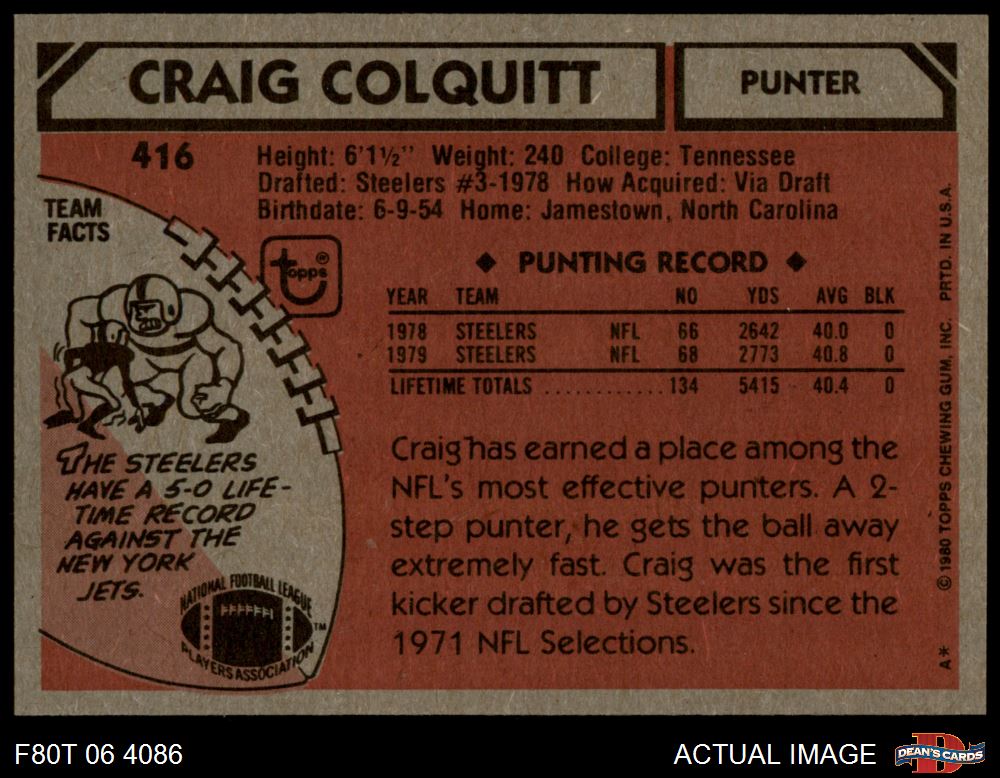 CRAIG COLQUITT
PUNTER
416
Height: 6'1½" Weight: 240 College: Tennessee
Drafted: Steelers #3-1978 How Acquired: Via Draft
Birthdate: 6-9-54 Home: Jamestown, North Carolina
TEAM
FACTS
topps®
◆ PUNTING RECORD ◆
YEAR TEAM NO YDS AVG BLK
1978 STEELERS NFL 66 2642 40.0 0
1979 STEELERS NFL 68 2773 40.8 0
LIFETIME TOTALS ............ 134 5415 40.4 0
Craig has earned a place among the
NFL's most effective punters. A 2-
step punter, he gets the ball away
extremely fast. Craig was the first
kicker drafted by Steelers since the
1971 NFL Selections.
THE STEELERS
HAVE A 5-0 LIFE-
TIME RECORD
AGAINST THE
NEW YORK
JETS.
NATIONAL FOOTBALL LEAGUE
PLAYERS ASSOCIATION
TM
A* © 1980 TOPPS CHEWING GUM, INC. PRTD. IN U.S.A.
F80T 06 4086
ACTUAL IMAGE
DEAN'S CARDS